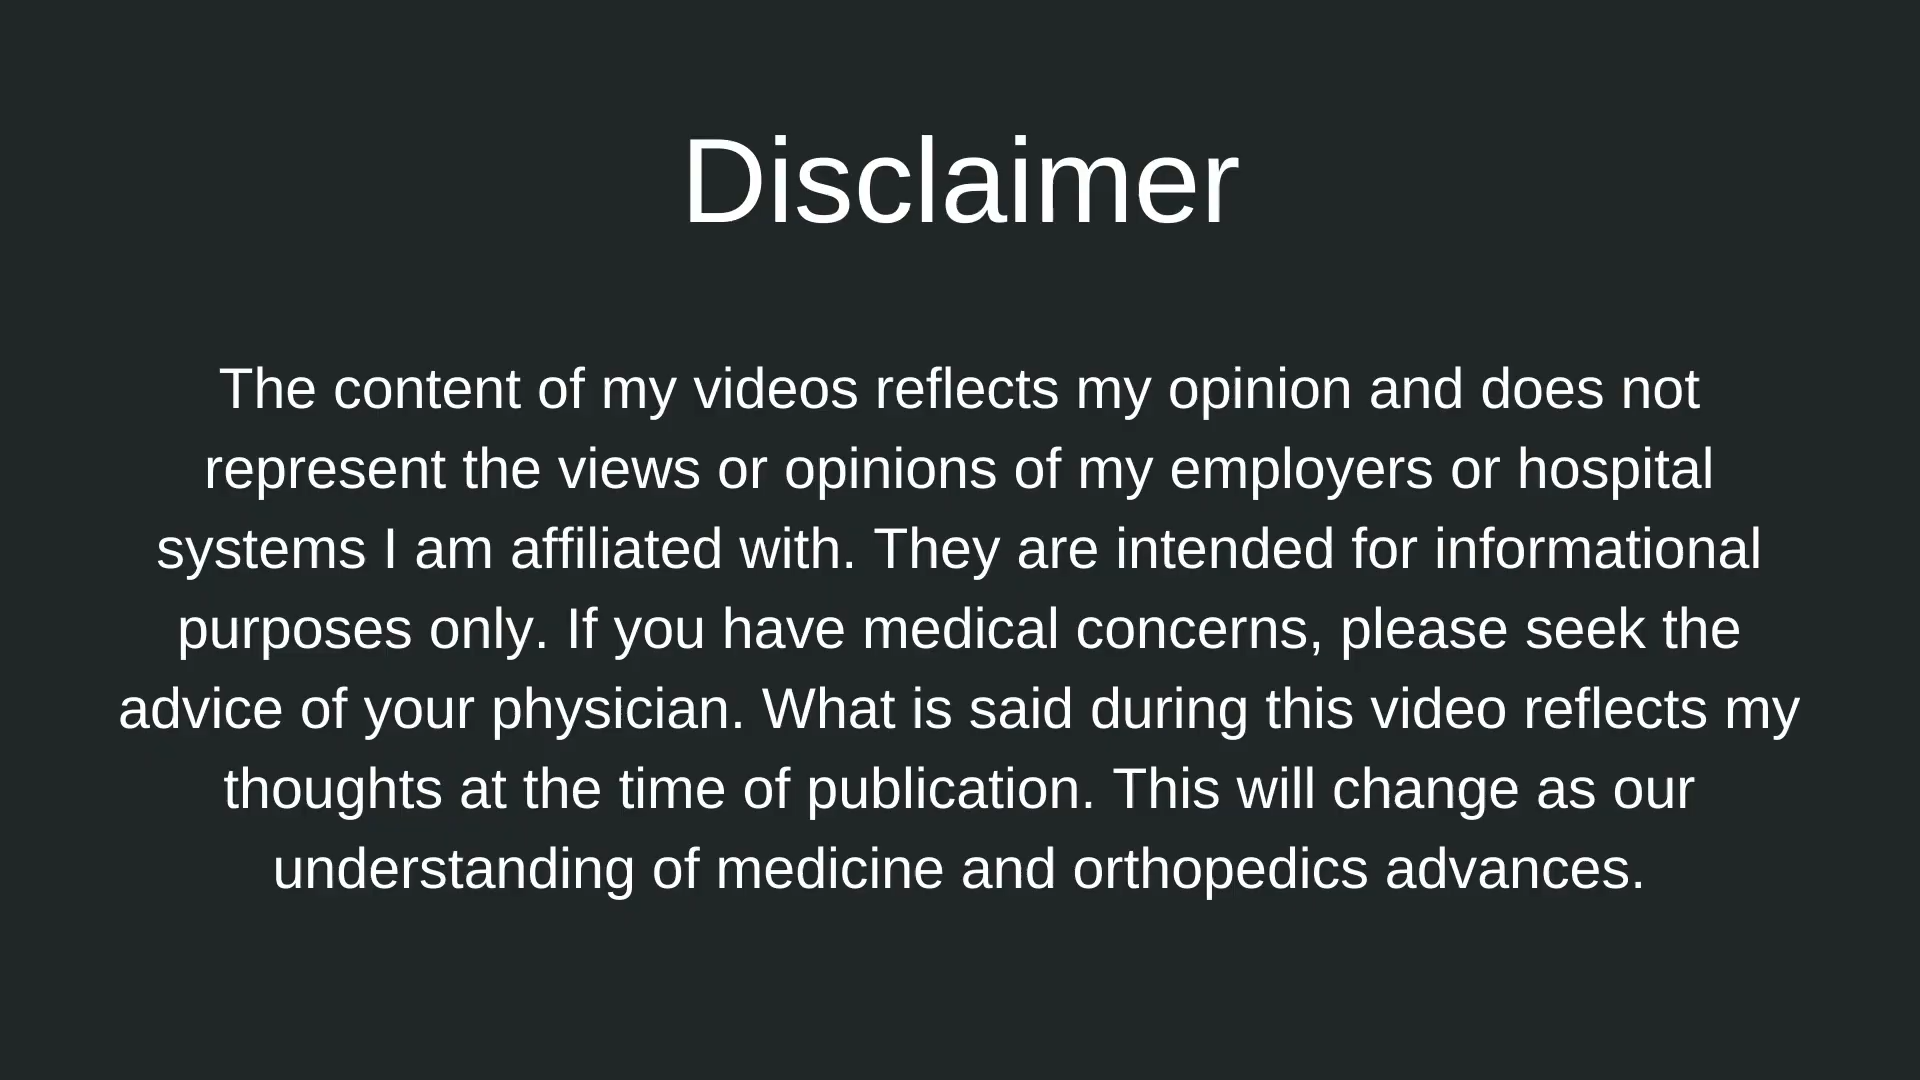 Disclaimer
The content of my videos reflects my opinion and does not
represent the views or opinions of my employers or hospital
systems I am affiliated with. They are intended for informational
purposes only. If you have medical concerns, please seek the
advice of your physician. What is said during this video reflects my
thoughts at the time of publication. This will change as our
understanding of medicine and orthopedics advances.